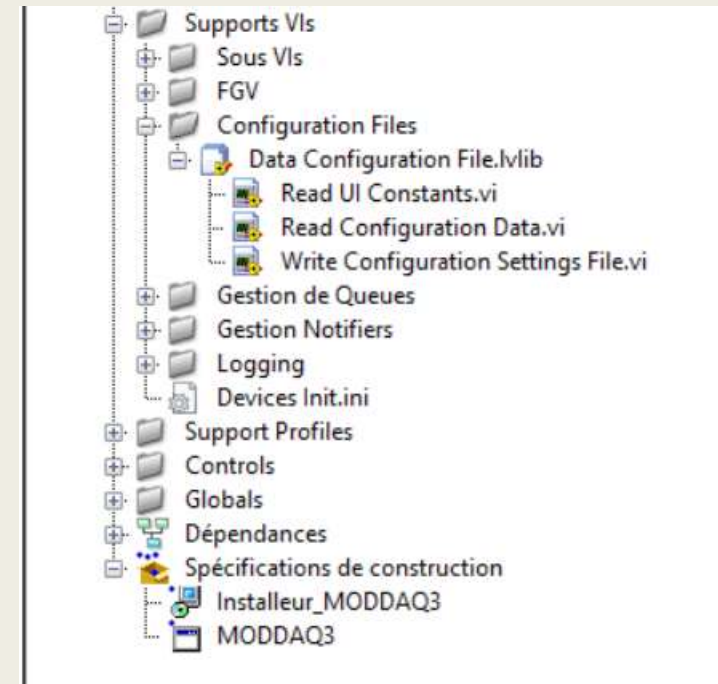 Supports VIs
Sous VIs
FGV
Configuration Files
Data Configuration File.lvlib
Read UI Constants.vi
Read Configuration Data.vi
Write Configuration Settings File.vi
Gestion de Queues
Gestion Notifiers
Logging
Devices Init.ini
Support Profiles
Controls
Globals
Dépendances
Spécifications de construction
Installeur_MODDAQ3
MODDAQ3